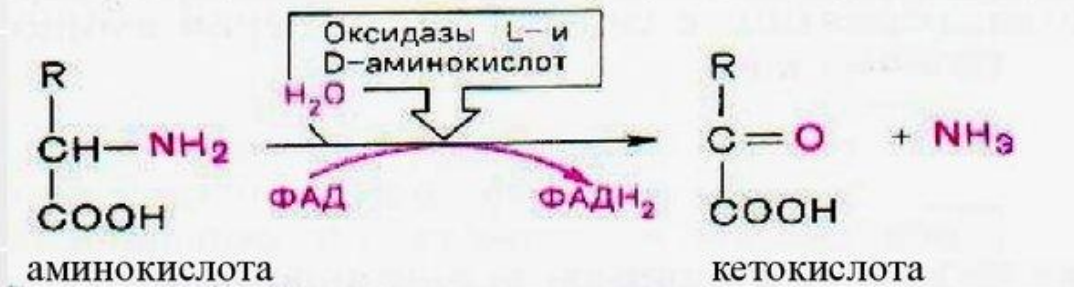 Оксидазы L– и
D–аминокислот
R
H₂O
R
CH—NH₂
C=O + NH₃
ФАД
ФАДН₂
COOH
COOH
аминокислота
кетокислота